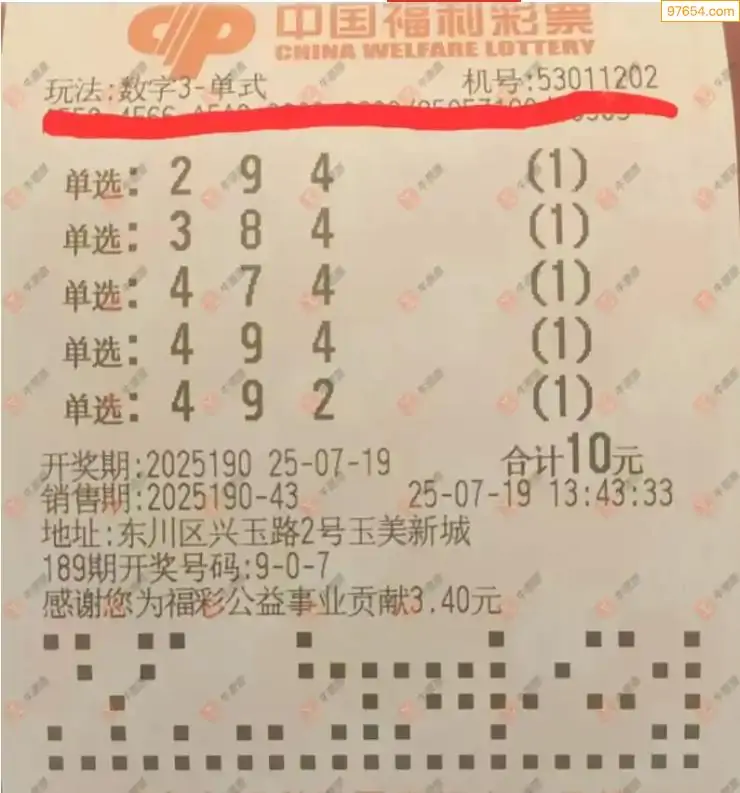 97654.com
中国福利彩票
CHINA WELFARE LOTTERY
玩法:数字3-单式 机号:53011202
单选: 2 9 4 (1)
单选: 3 8 4 (1)
单选: 4 7 4 (1)
单选: 4 9 4 (1)
单选: 4 9 2 (1)
开奖期:2025190 25-07-19 合计10元
销售期:2025190-43 25-07-19 13:43:33
地址:东川区兴玉路2号玉美新城
189期开奖号码:9-0-7
感谢您为福彩公益事业贡献3.40元